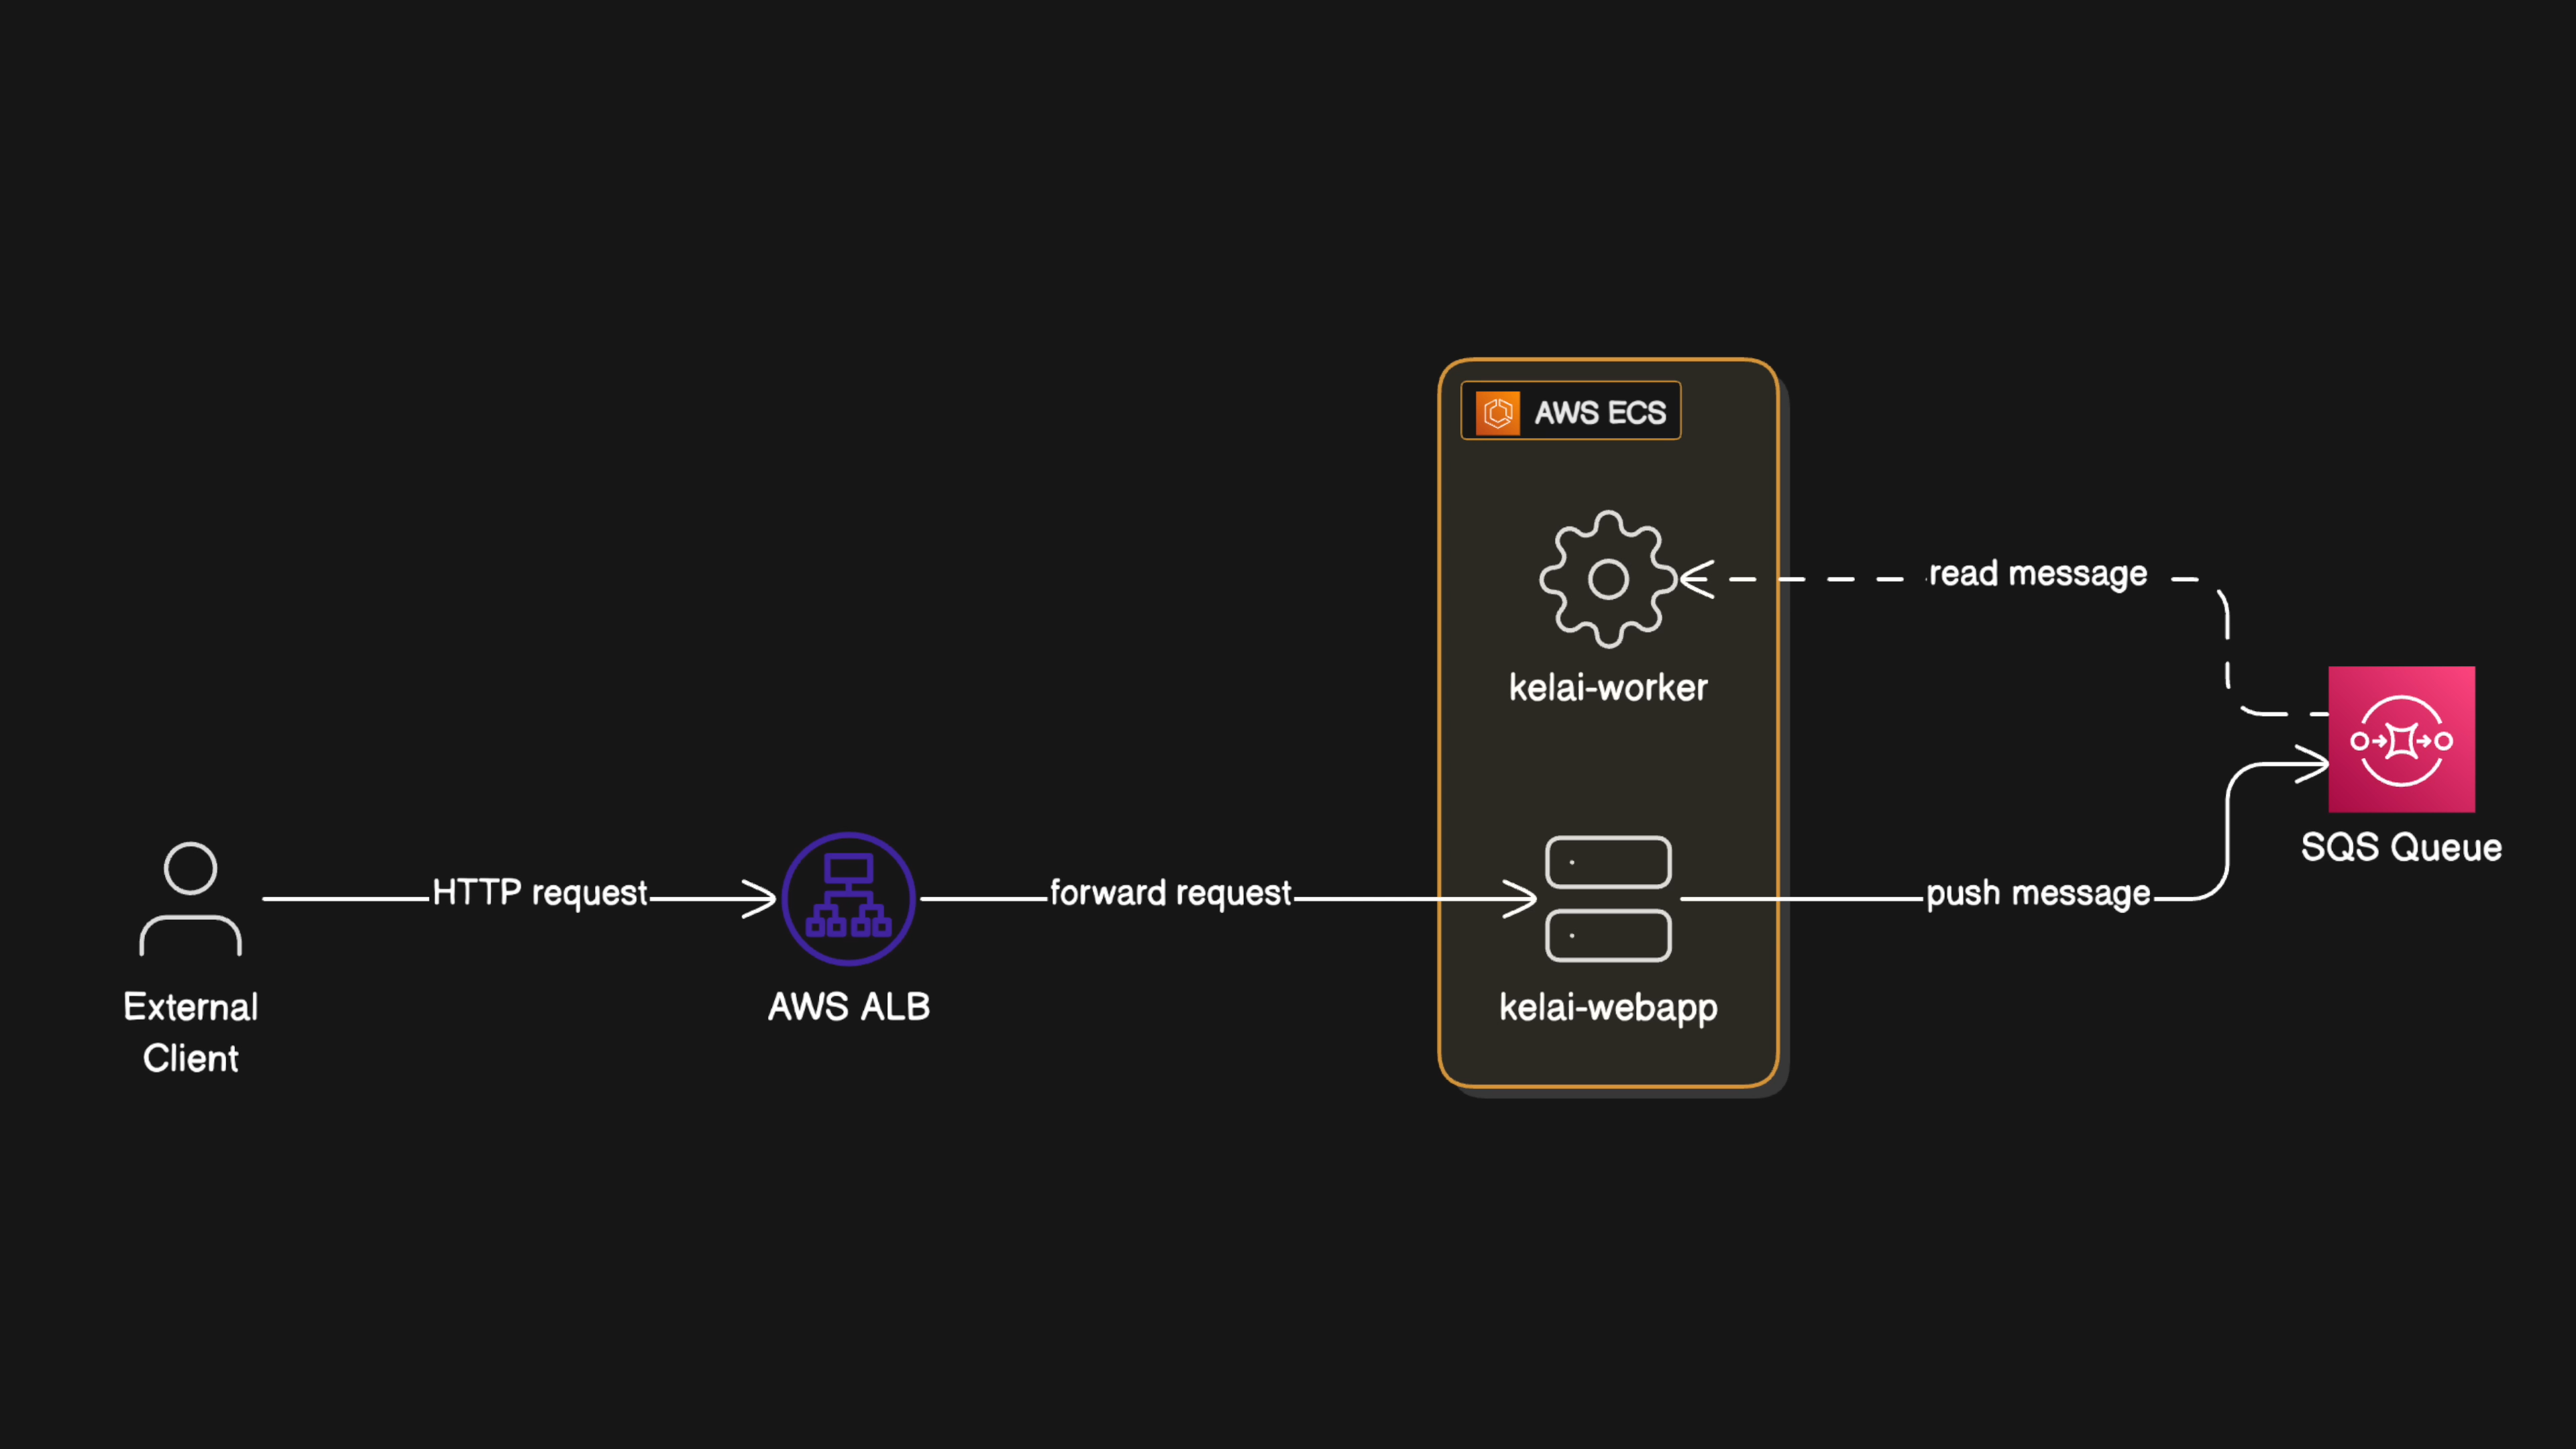 AWS ECS
read message
kelai-worker
SQS Queue
HTTP request
forward request
push message
External
Client
AWS ALB
kelai-webapp